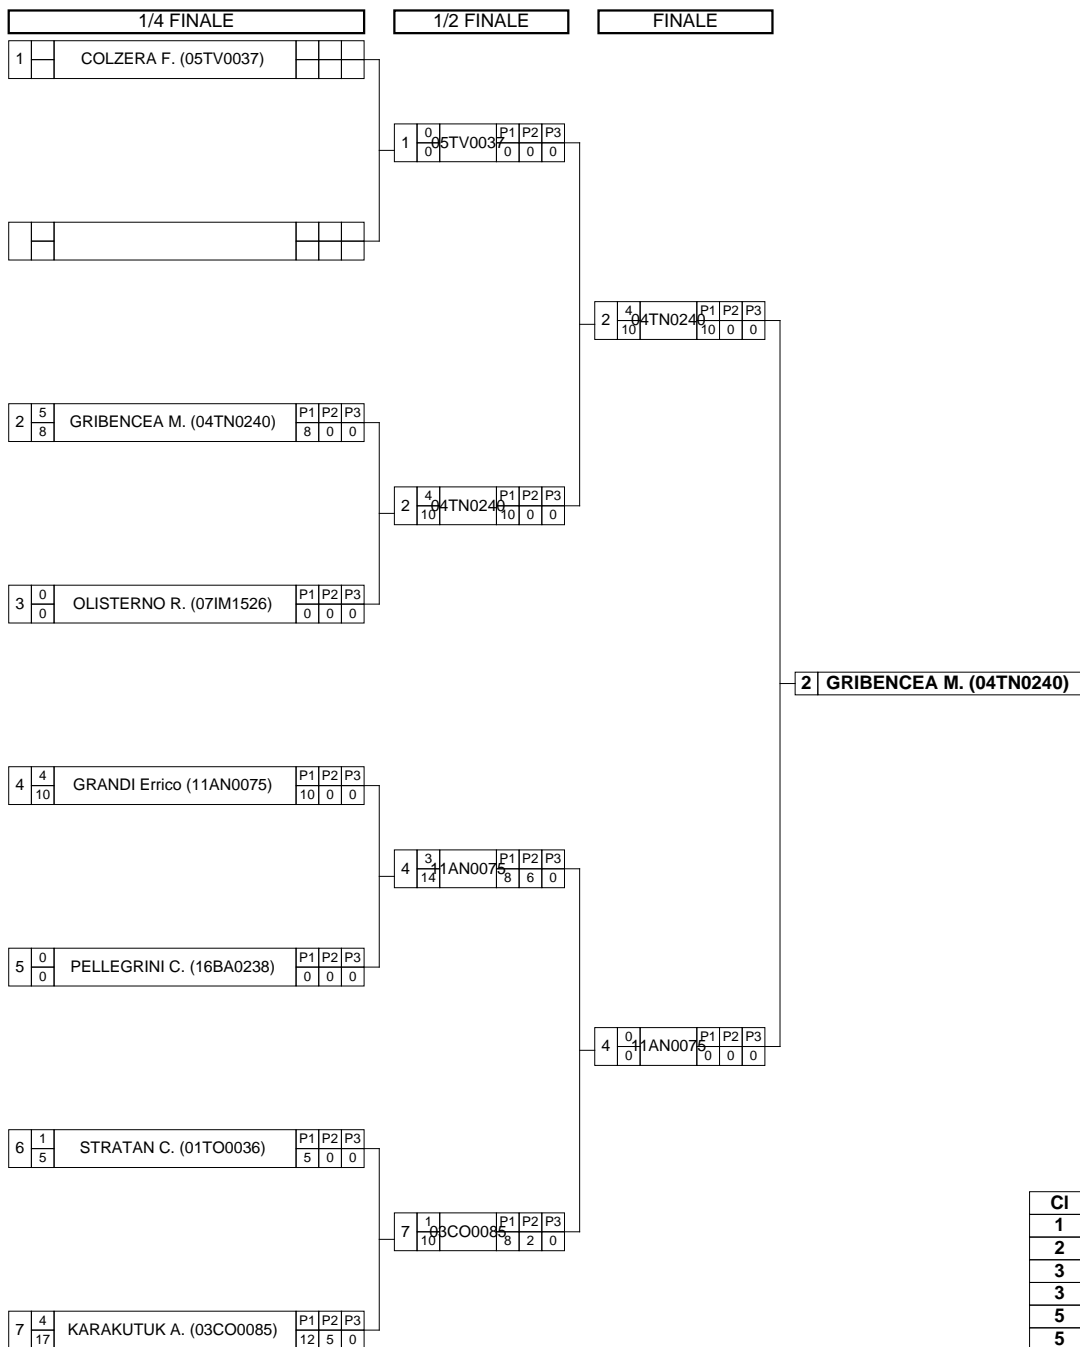 1/4 FINALE 1/2 FINALE FINALE
1 COLZERA F. (05TV0037)
1 0 0 05TV0037 P1 P2 P3 0 0 0
2 4 10 04TN0240 P1 P2 P3 10 0 0
2 5 8 GRIBENCEA M. (04TN0240) P1 P2 P3 8 0 0
2 4 10 04TN0240 P1 P2 P3 10 0 0
3 0 0 OLISTERNO R. (07IM1526) P1 P2 P3 0 0 0
2 GRIBENCEA M. (04TN0240)
4 4 10 GRANDI Errico (11AN0075) P1 P2 P3 10 0 0
4 3 14 11AN0075 P1 P2 P3 8 6 0
5 0 0 PELLEGRINI C. (16BA0238) P1 P2 P3 0 0 0
4 0 0 11AN0075 P1 P2 P3 0 0 0
6 1 5 STRATAN C. (01TO0036) P1 P2 P3 5 0 0
7 1 10 03CO0085 P1 P2 P3 8 2 0
7 4 17 KARAKUTUK A. (03CO0085) P1 P2 P3 12 5 0
Cl
1
2
3
3
5
5